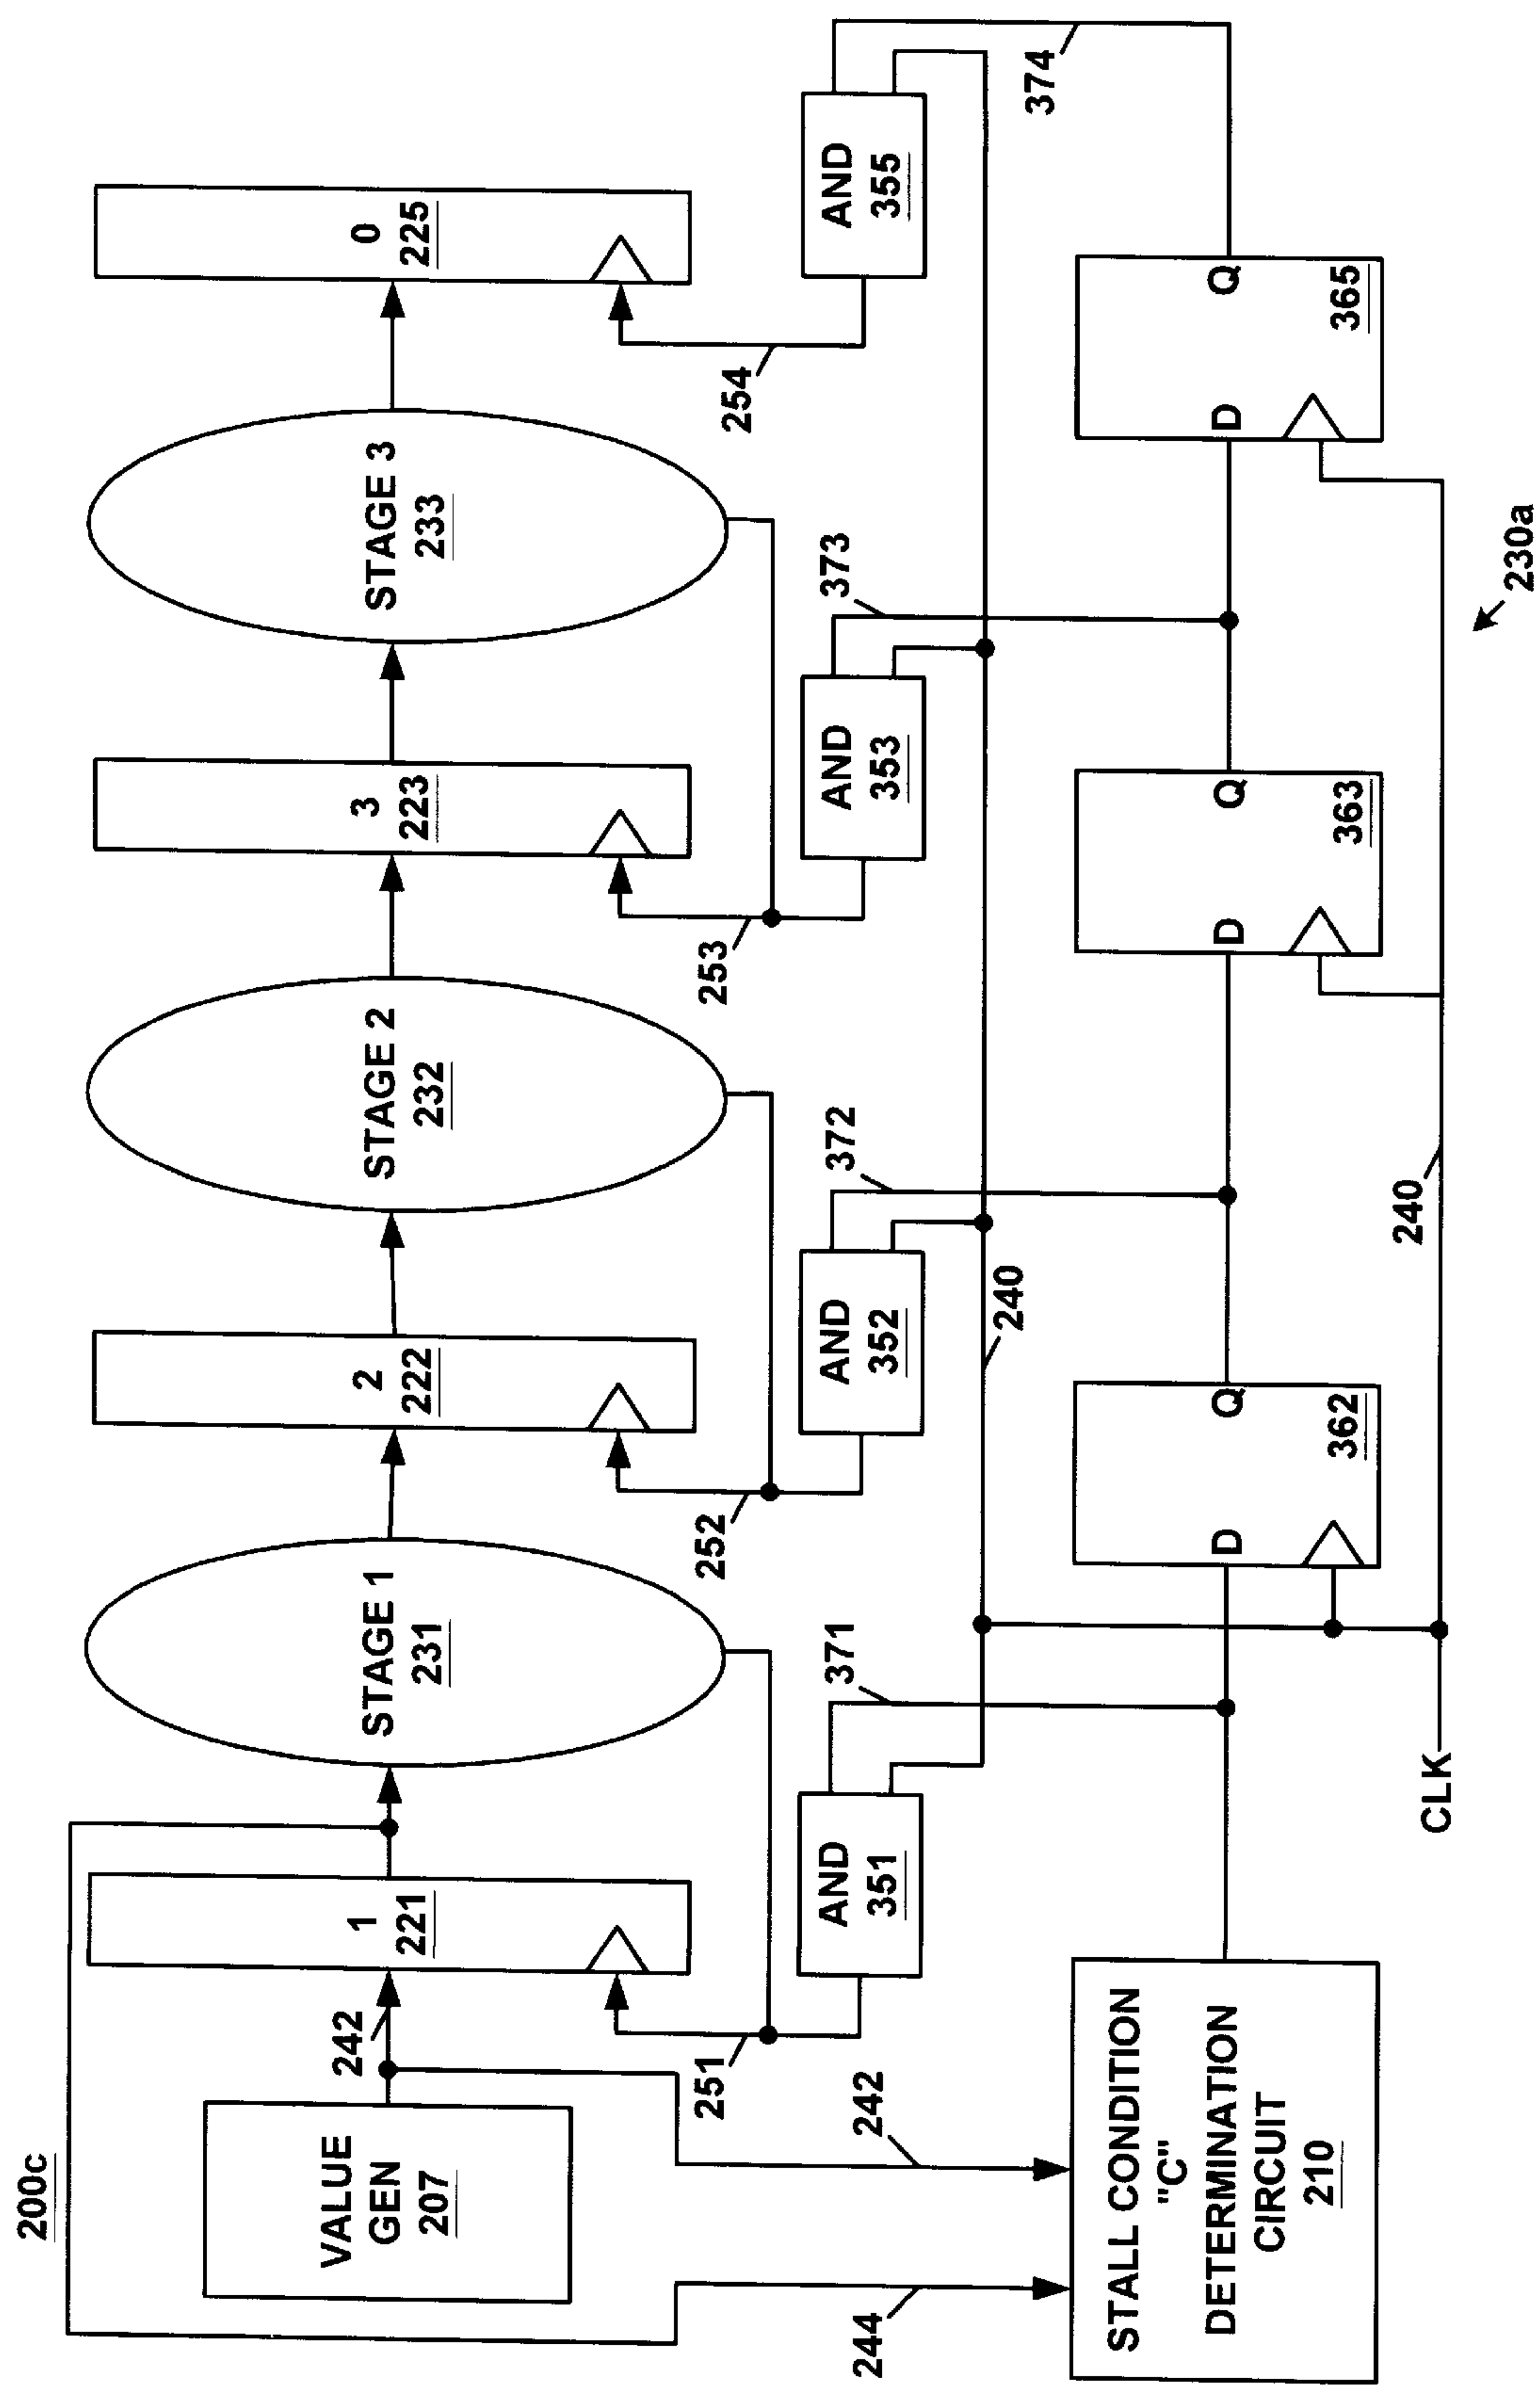 200c
VALUE
GEN
207
242
1
221
STAGE 1
231
2
222
STAGE 2
232
3
223
STAGE 3
233
0
225
251
252
253
254
AND
351
AND
352
AND
353
AND
355
244
242
371
372
373
374
240
STALL CONDITION
"C"
DETERMINATION
CIRCUIT
210
D
Q
362
D
Q
363
D
Q
365
CLK
240
230a